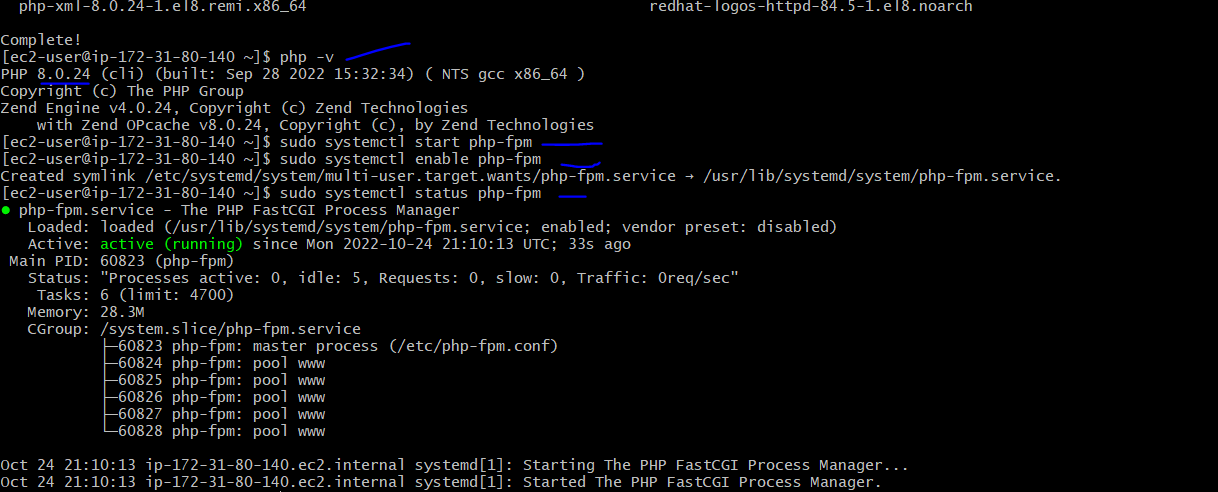 php-xml-8.0.24-1.el8.remi.x86_64 redhat-logos-httpd-84.5-1.el8.noarch
Complete!
[ec2-user@ip-172-31-80-140 ~]$ php -v
PHP 8.0.24 (cli) (built: Sep 28 2022 15:32:34) ( NTS gcc x86_64 )
Copyright (c) The PHP Group
Zend Engine v4.0.24, Copyright (c) Zend Technologies
    with Zend OPcache v8.0.24, Copyright (c), by Zend Technologies
[ec2-user@ip-172-31-80-140 ~]$ sudo systemctl start php-fpm
[ec2-user@ip-172-31-80-140 ~]$ sudo systemctl enable php-fpm
Created symlink /etc/systemd/system/multi-user.target.wants/php-fpm.service → /usr/lib/systemd/system/php-fpm.service.
[ec2-user@ip-172-31-80-140 ~]$ sudo systemctl status php-fpm
● php-fpm.service - The PHP FastCGI Process Manager
   Loaded: loaded (/usr/lib/systemd/system/php-fpm.service; enabled; vendor preset: disabled)
   Active: active (running) since Mon 2022-10-24 21:10:13 UTC; 33s ago
 Main PID: 60823 (php-fpm)
   Status: "Processes active: 0, idle: 5, Requests: 0, slow: 0, Traffic: 0req/sec"
    Tasks: 6 (limit: 4700)
   Memory: 28.3M
   CGroup: /system.slice/php-fpm.service
           ├─60823 php-fpm: master process (/etc/php-fpm.conf)
           ├─60824 php-fpm: pool www
           ├─60825 php-fpm: pool www
           ├─60826 php-fpm: pool www
           ├─60827 php-fpm: pool www
           └─60828 php-fpm: pool www
Oct 24 21:10:13 ip-172-31-80-140.ec2.internal systemd[1]: Starting The PHP FastCGI Process Manager...
Oct 24 21:10:13 ip-172-31-80-140.ec2.internal systemd[1]: Started The PHP FastCGI Process Manager.